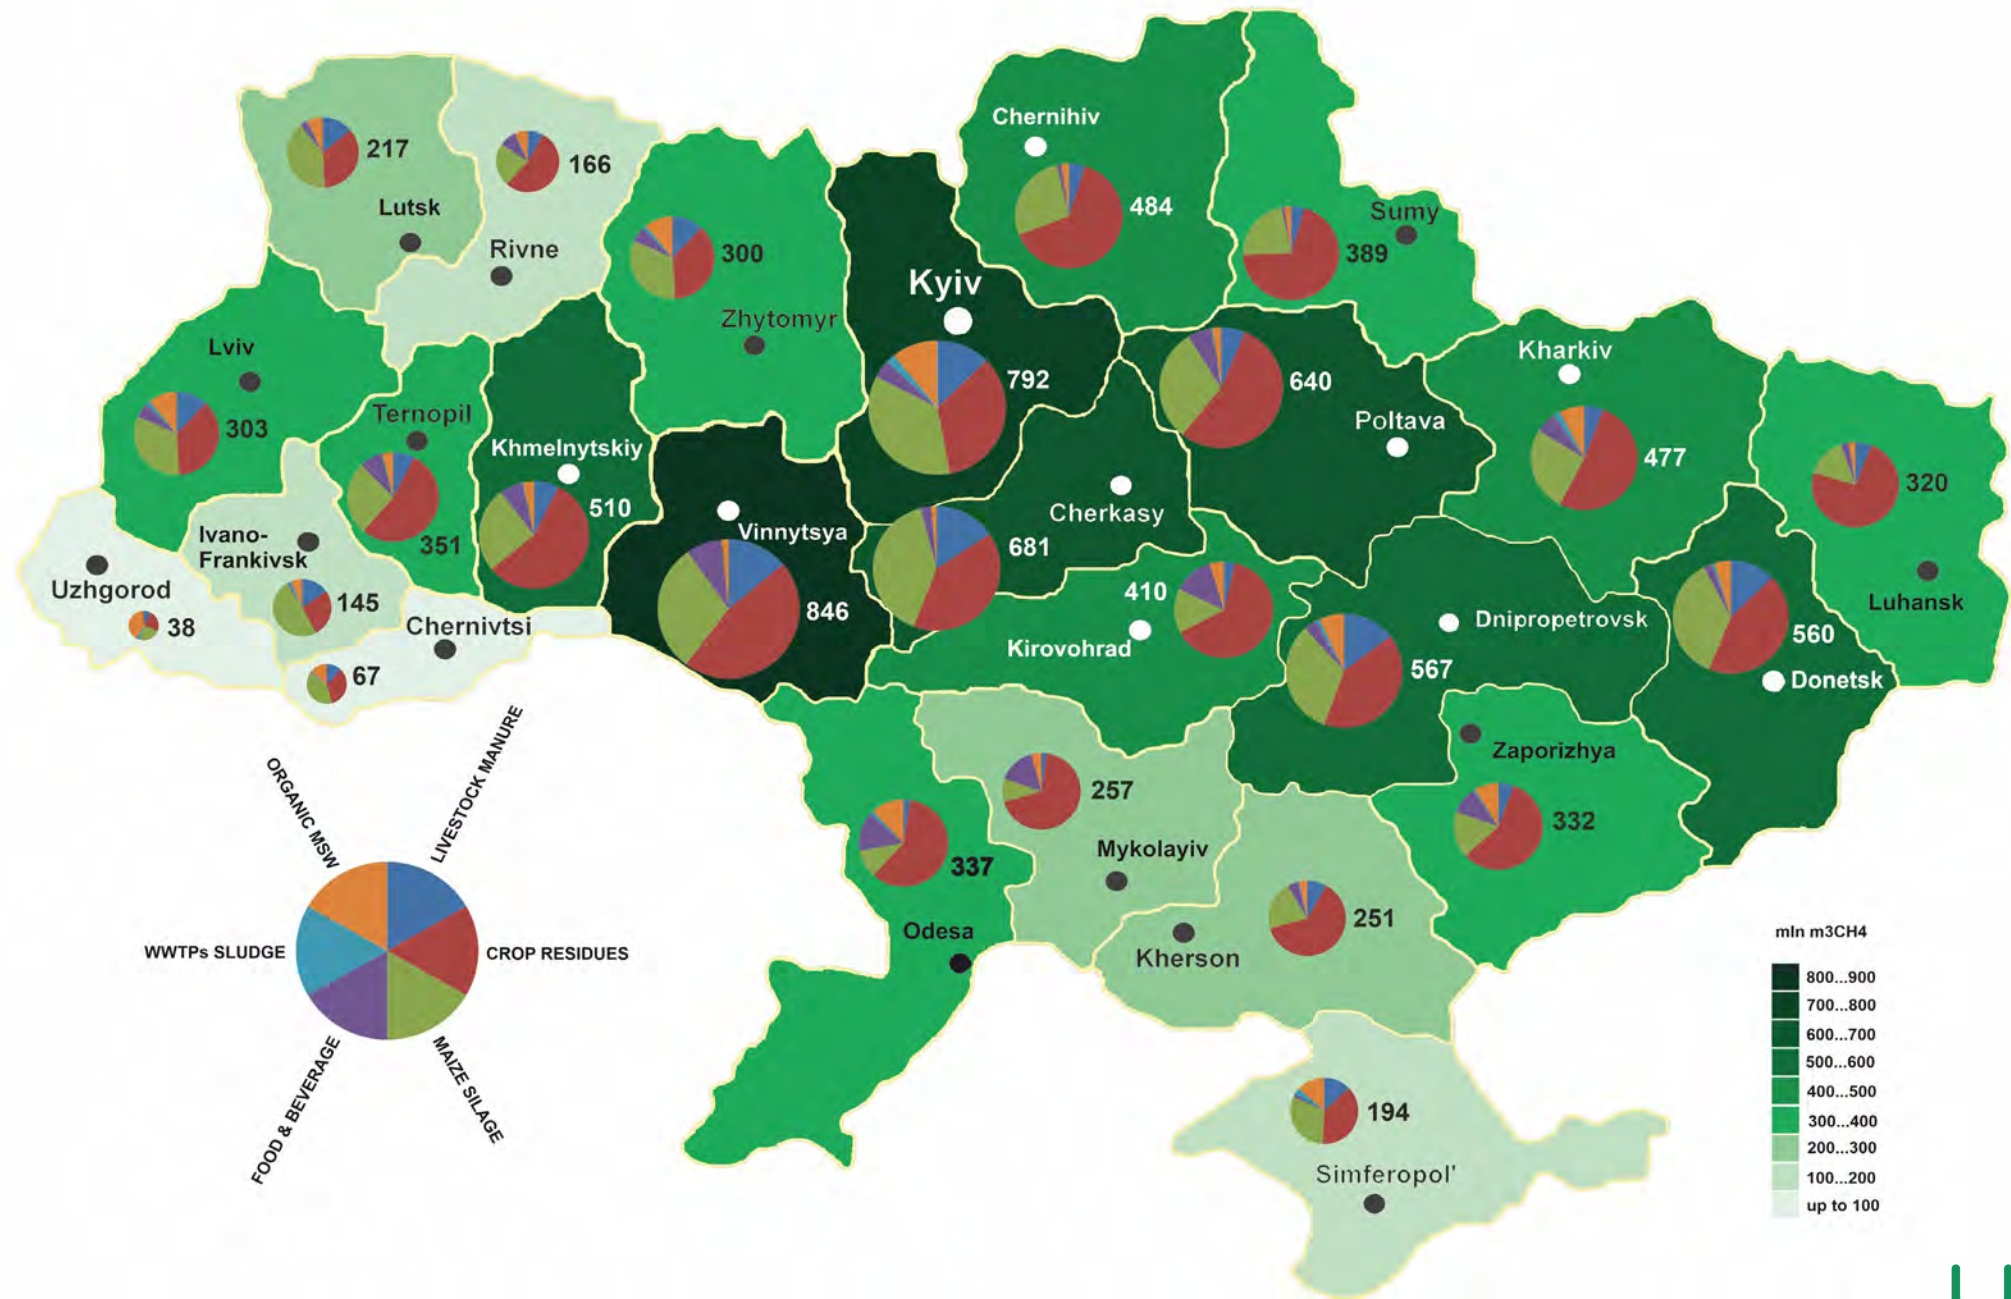 Chernihiv
484
217
166
Lutsk
Rivne
300
Zhytomyr
Kyiv
792
Sumy
389
Lviv
303
Ternopil
351
Khmelnytskiy
510
640
Poltava
Kharkiv
477
320
Luhansk
Ivano-
Frankivsk
145
Uzhgorod
38
Chernivtsi
67
Vinnytsya
846
Cherkasy
681
410
Kirovohrad
Dnipropetrovsk
567
560
Donetsk
257
Mykolayiv
337
Odesa
Zaporizhya
332
251
Kherson
194
Simferopol'
ORGANIC MSW
LIVESTOCK MANURE
WWTPs SLUDGE
CROP RESIDUES
FOOD & BEVERAGE
MAIZE SILAGE
mln m3CH4
800...900
700...800
600...700
500...600
400...500
300...400
200...300
100...200
up to 100